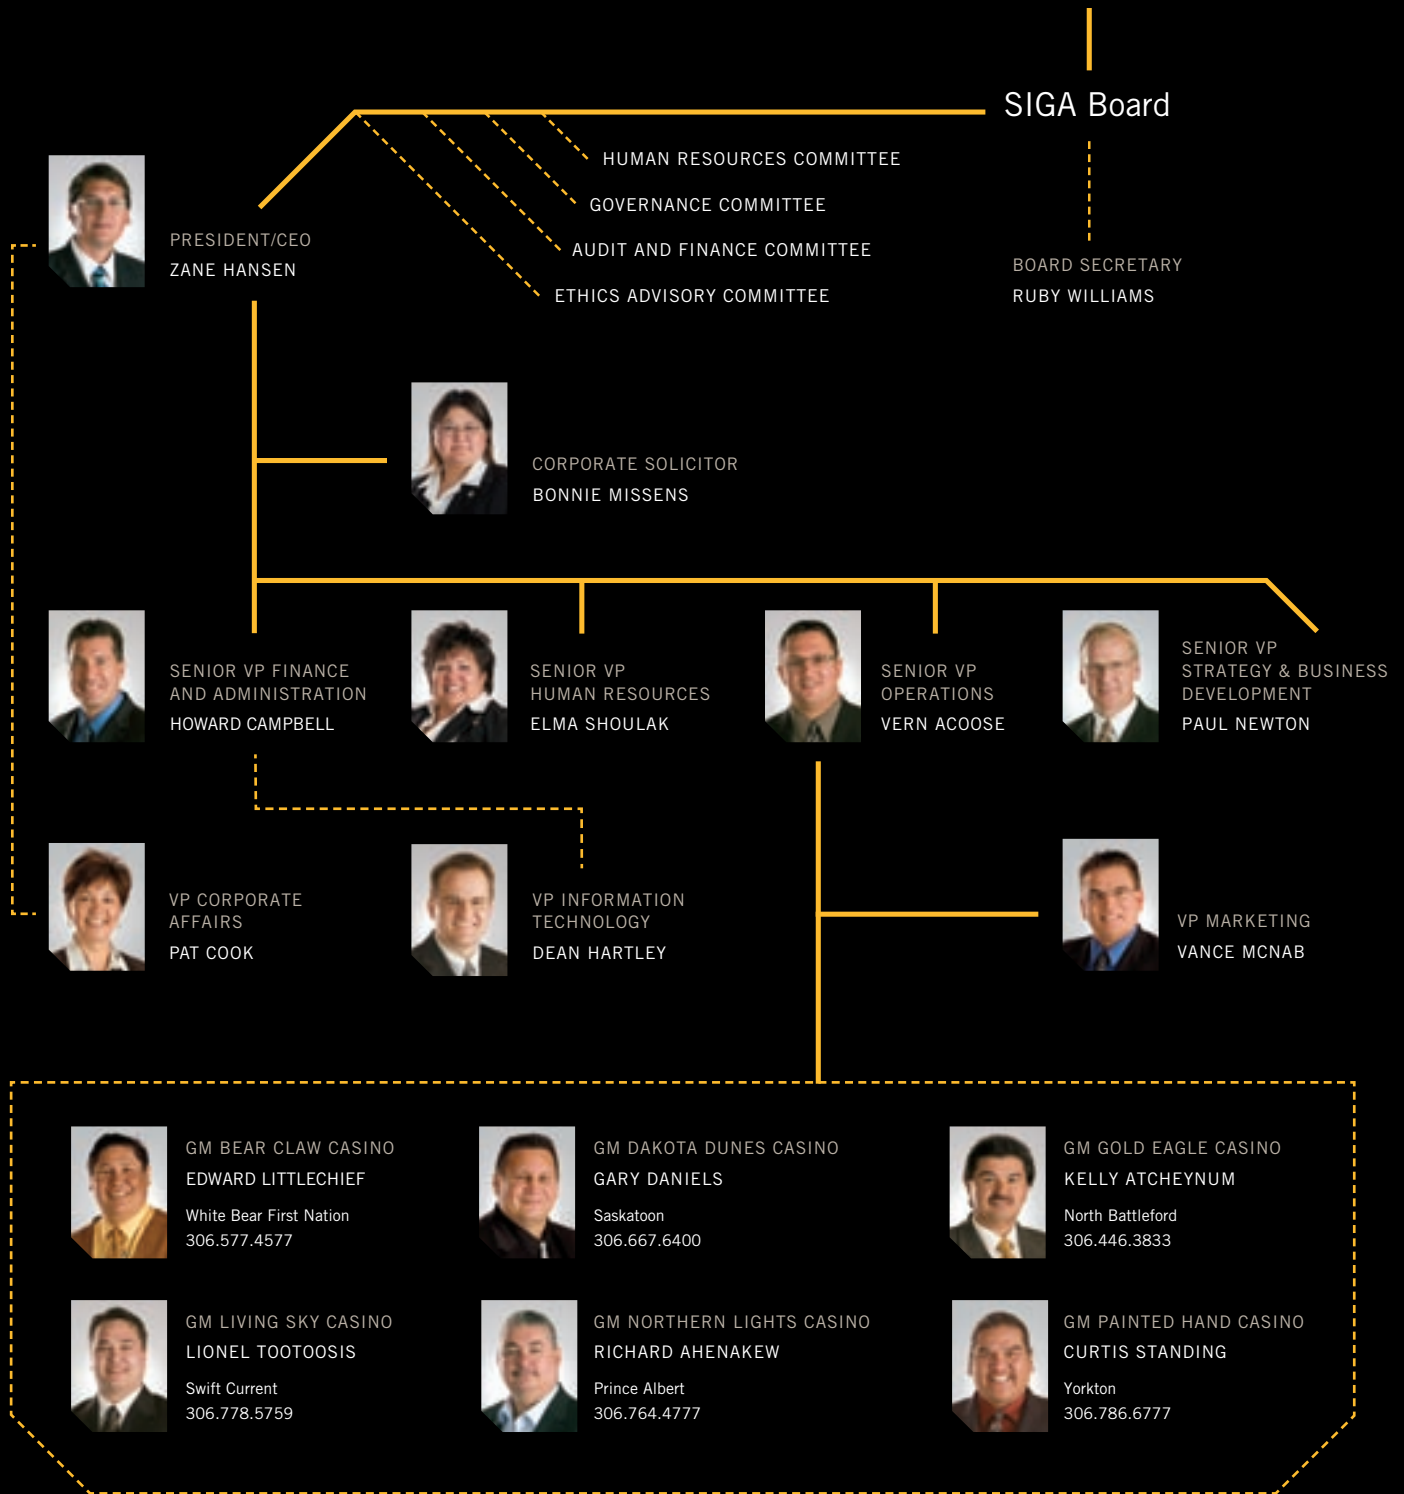 SIGA Board
HUMAN RESOURCES COMMITTEE
GOVERNANCE COMMITTEE
AUDIT AND FINANCE COMMITTEE
ETHICS ADVISORY COMMITTEE
PRESIDENT/CEO
ZANE HANSEN
BOARD SECRETARY
RUBY WILLIAMS
CORPORATE SOLICITOR
BONNIE MISSENS
SENIOR VP FINANCE
AND ADMINISTRATION
HOWARD CAMPBELL
SENIOR VP
HUMAN RESOURCES
ELMA SHOULAK
SENIOR VP
OPERATIONS
VERN ACOOSE
SENIOR VP
STRATEGY & BUSINESS
DEVELOPMENT
PAUL NEWTON
VP CORPORATE
AFFAIRS
PAT COOK
VP INFORMATION
TECHNOLOGY
DEAN HARTLEY
VP MARKETING
VANCE MCNAB
GM BEAR CLAW CASINO
EDWARD LITTLECHIEF
White Bear First Nation
306.577.4577
GM DAKOTA DUNES CASINO
GARY DANIELS
Saskatoon
306.667.6400
GM GOLD EAGLE CASINO
KELLY ATCHEYNUM
North Battleford
306.446.3833
GM LIVING SKY CASINO
LIONEL TOOTOOSIS
Swift Current
306.778.5759
GM NORTHERN LIGHTS CASINO
RICHARD AHENAKEW
Prince Albert
306.764.4777
GM PAINTED HAND CASINO
CURTIS STANDING
Yorkton
306.786.6777